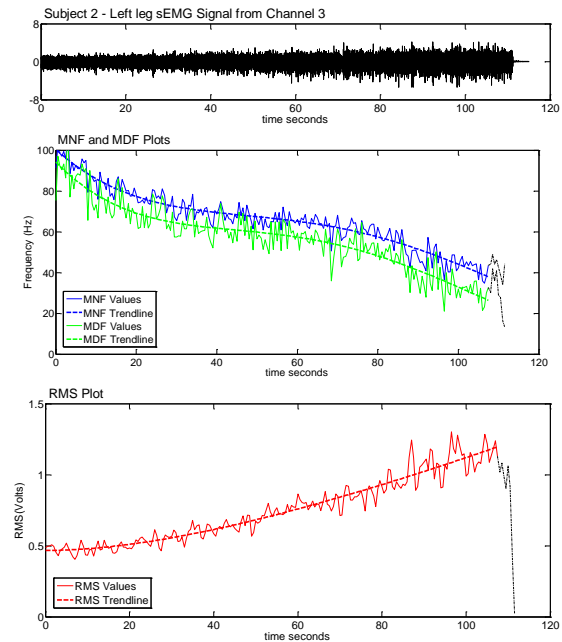 Subject 2 - Left leg sEMG Signal from Channel 3
8
0
-8
0 20 40 60 80 100 120
time seconds
MNF and MDF Plots
100
80
60
40
20
0
Frequency (Hz)
MNF Values
MNF Trendline
MDF Values
MDF Trendline
0 20 40 60 80 100 120
time seconds
RMS Plot
1.5
1
0.5
0
RMS(Volts)
RMS Values
RMS Trendline
0 20 40 60 80 100 120
time seconds